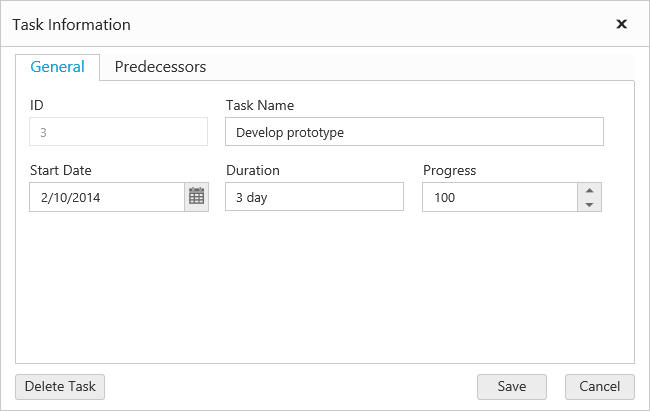 Task Information
General Predecessors
ID Task Name
3 Develop prototype
Start Date Duration Progress
2/10/2014 3 day 100
Delete Task Save Cancel